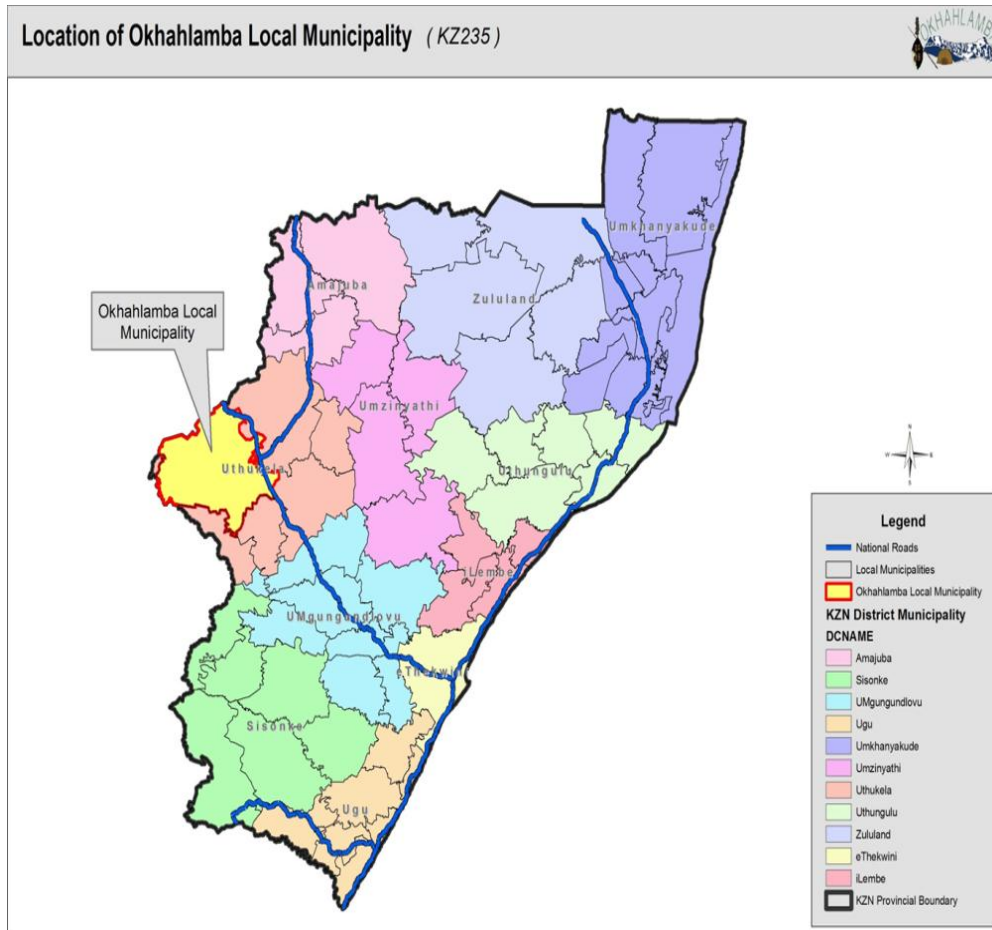 Location of Okhahlamba Local Municipality ( KZ235 )
OKHAHLAMBA
Umkhanyakude
Amajuba
Zululand
Okhahlamba Local
Municipality
Umzinyathi
Uthukela
Uthungulu
N
W
E
S
iLembe
UMgungundlovu
eThekwini
Sisonke
Ugu
Legend
National Roads
Local Municipalities
Okhahlamba Local Municipality
KZN District Municipality
DCNAME
Amajuba
Sisonke
UMgungundlovu
Ugu
Umkhanyakude
Umzinyathi
Uthukela
Uthungulu
Zululand
eThekwini
iLembe
KZN Provincial Boundary